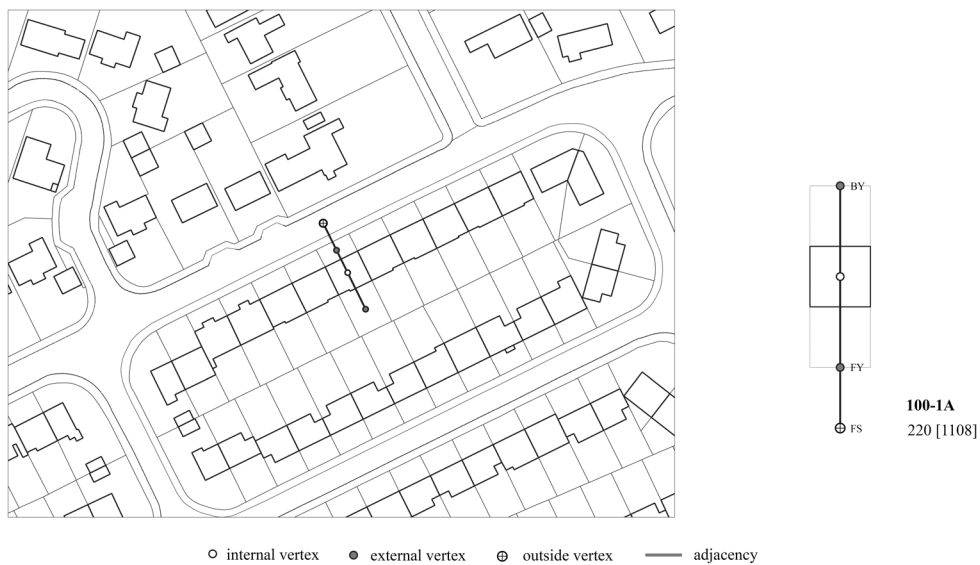 BY
FY
FS
100-1A
220 [1108]
internal vertex external vertex outside vertex adjacency